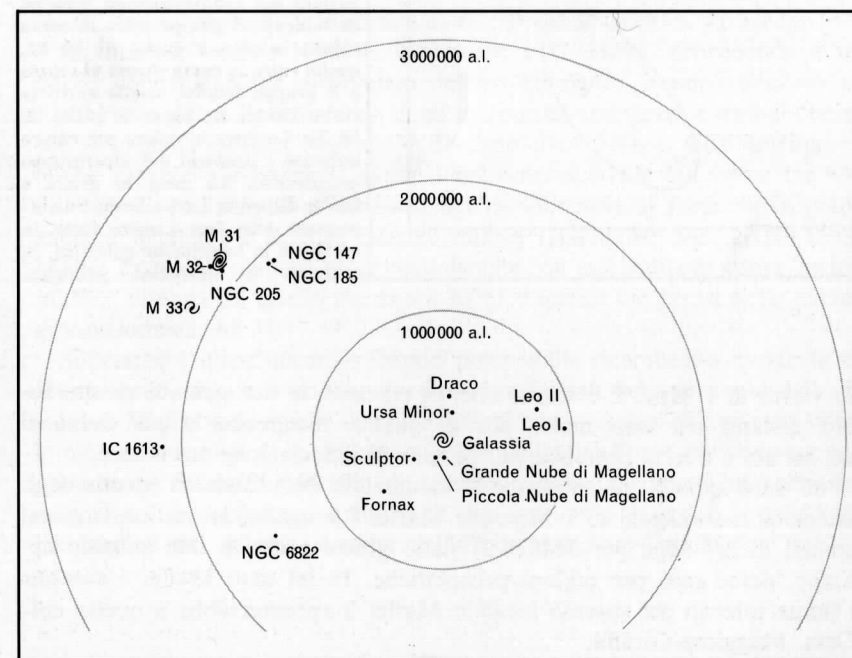 3000000 a.l.
2000000 a.l.
M 31
M 32
NGC 147
NGC 185
NGC 205
M 33
1000000 a.l.
Draco
Leo II
Ursa Minor
Leo I
Galassia
IC 1613
Sculptor
Grande Nube di Magellano
Piccola Nube di Magellano
Fornax
NGC 6822